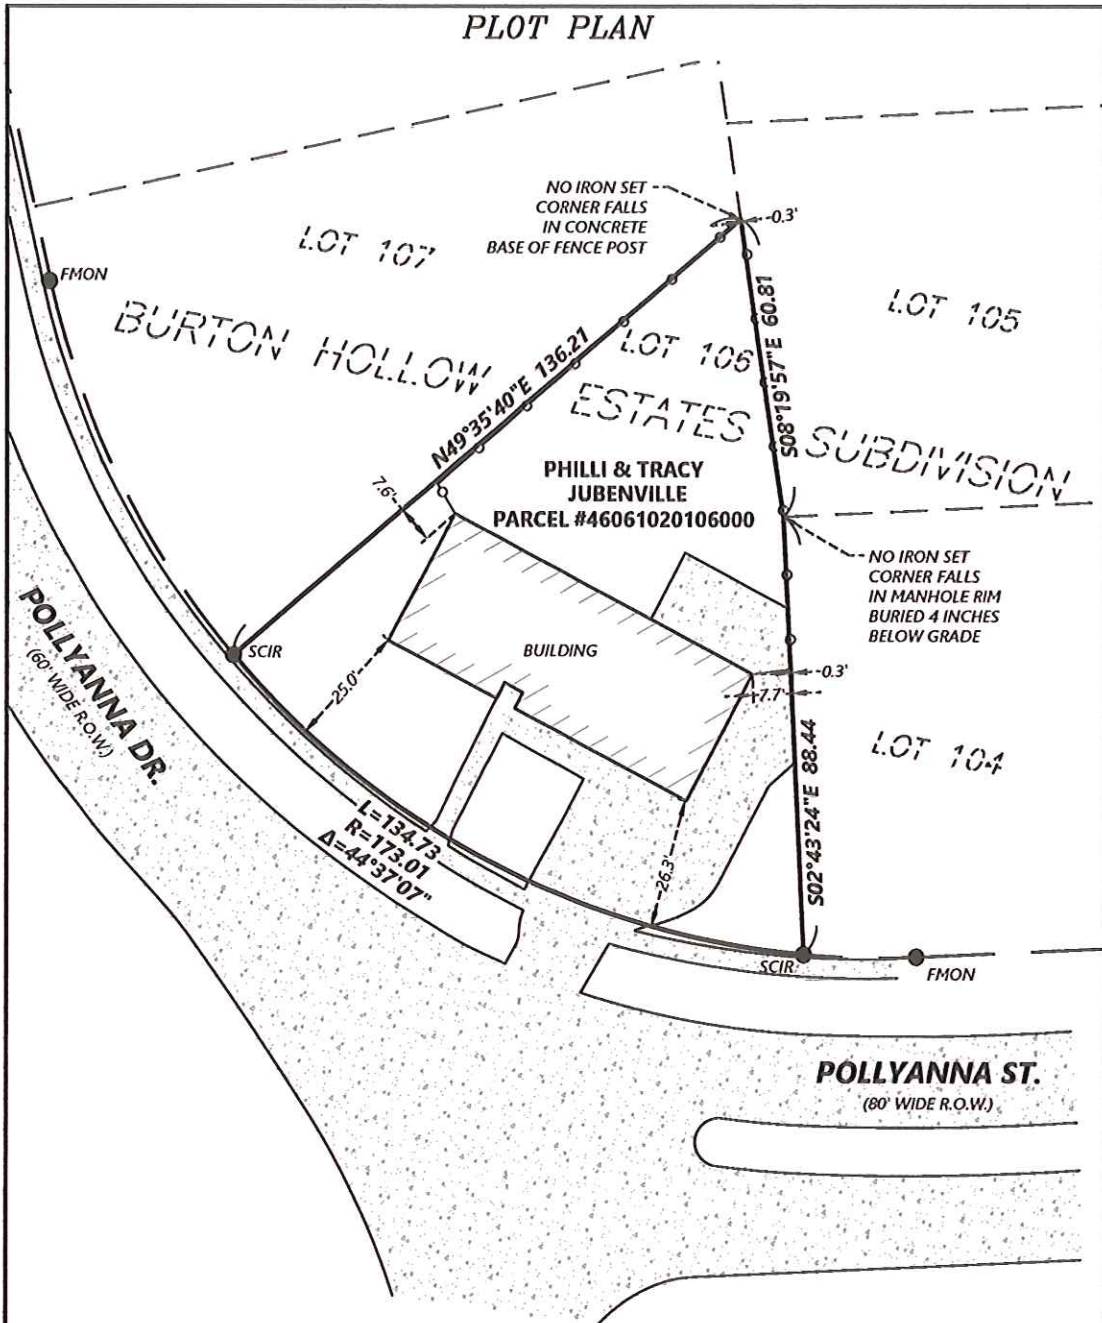 PLOT PLAN
NO IRON SET
CORNER FALLS
IN CONCRETE
BASE OF FENCE POST
0.3'
LOT 107
FMON
LOT 105
BURTON HOLLOW ESTATES SUBDIVISION
LOT 106
N49°35'40"E 136.21
S08°19'57"E 60.81
PHILLI & TRACY
JUBENVILLE
PARCEL #46061020106000
7.6'
NO IRON SET
CORNER FALLS
IN MANHOLE RIM
BURIED 4 INCHES
BELOW GRADE
POLLYANNA DR.
(60' WIDE R.O.W.)
SCIR
BUILDING
25.0'
0.3'
7.7'
LOT 104
S02°43'24"E 88.44
L=134.73
R=173.01
Δ=44°37'07"
26.3'
SCIR
FMON
POLLYANNA ST.
(80' WIDE R.O.W.)